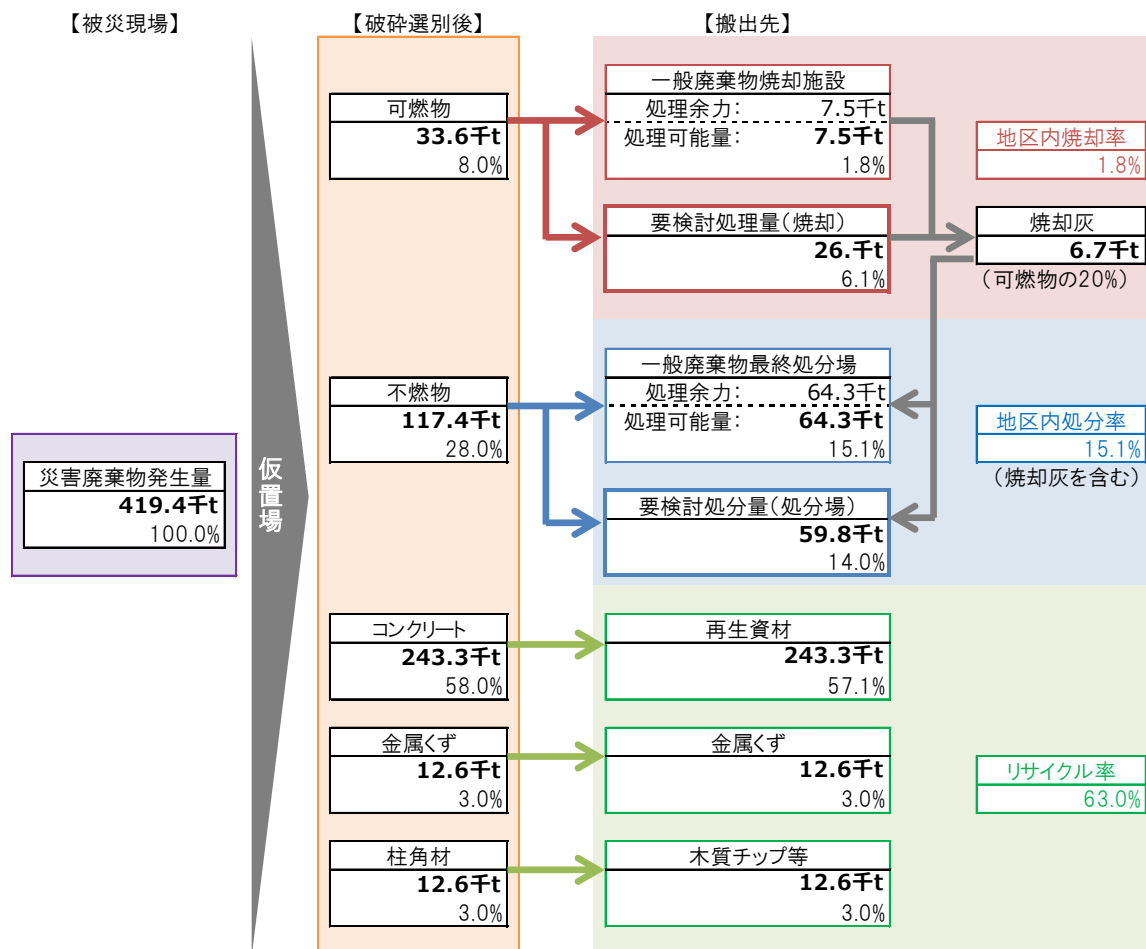 【被災現場】
【破砕選別後】
【搬出先】
災害廃棄物発生量
419.4千t
100.0%
仮置場
可燃物
33.6千t
8.0%
不燃物
117.4千t
28.0%
コンクリート
243.3千t
58.0%
金属くず
12.6千t
3.0%
柱角材
12.6千t
3.0%
一般廃棄物焼却施設
処理余力： 7.5千t
処理可能量： 7.5千t
1.8%
要検討処理量（焼却）
26.千t
6.1%
一般廃棄物最終処分場
処理余力： 64.3千t
処理可能量： 64.3千t
15.1%
要検討処分量（処分場）
59.8千t
14.0%
再生資材
243.3千t
57.1%
金属くず
12.6千t
3.0%
木質チップ等
12.6千t
3.0%
地区内焼却率
1.8%
焼却灰
6.7千t
（可燃物の20%）
地区内処分率
15.1%
（焼却灰を含む）
リサイクル率
63.0%